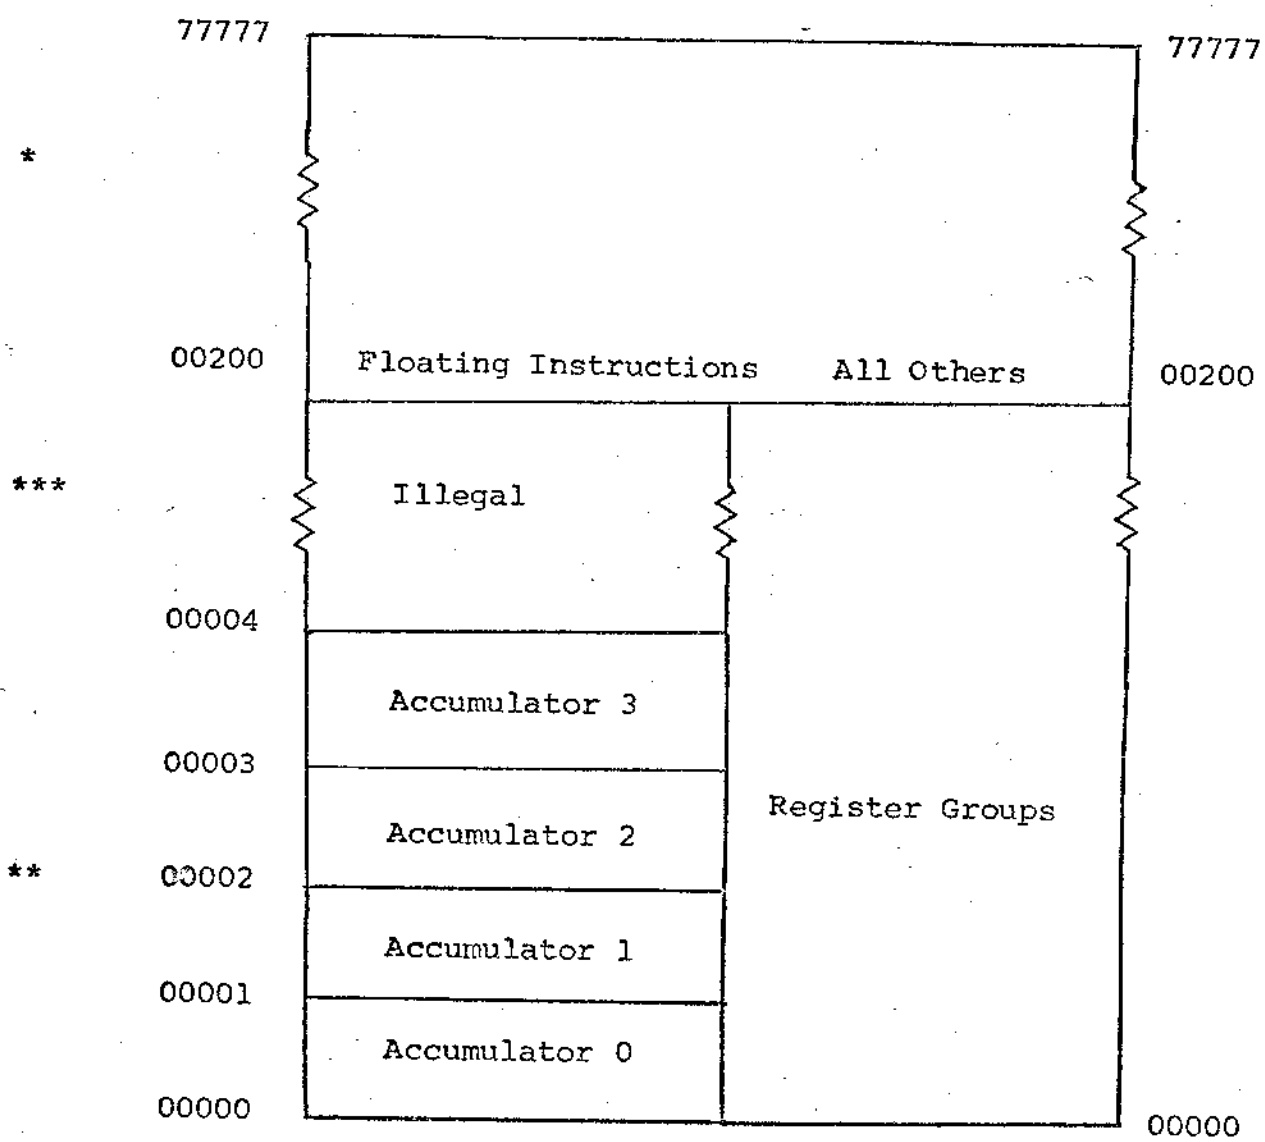 77777 77777
*
00200 Floating Instructions All Others 00200
*** Illegal
00004
Accumulator 3
00003
Register Groups
Accumulator 2
** 00002
Accumulator 1
00001
Accumulator 0
00000 00000